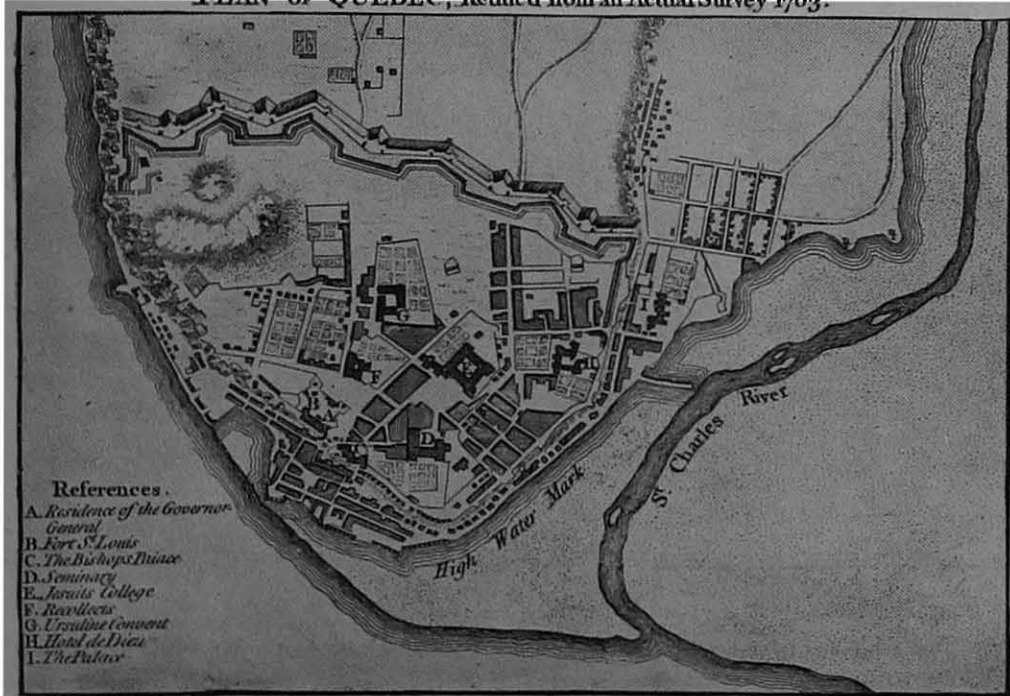 PLAN of QUEBEC, Reduced from an Actual Survey 1763.
I
G
E
H
F
B
A
D
C
St. Charles River
High Water Mark
References.
A. Residence of the Governor
General
B. Fort St. Louis
C. The Bishops Palace
D. Seminary
E. Jesuits College
F. Recollects
G. Ursuline Convent
H. Hotel de Dieu
I. The Palace